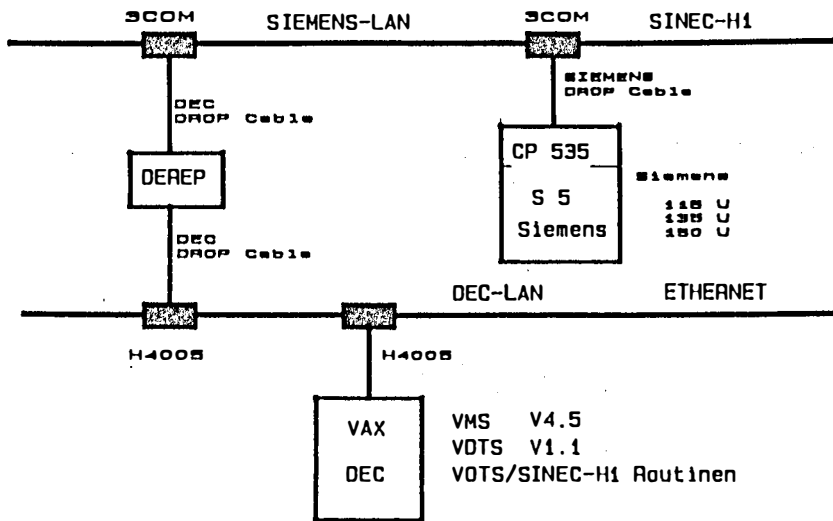 3COM
SIEMENS-LAN
3COM
SINEC-H1
DEC
DROP Cable
SIEMENS
DROP Cable
DEREP
CP 535
S 5
Siemens
Siemens
115 U
135 U
150 U
DEC
DROP Cable
DEC-LAN
ETHERNET
H4005
H4005
VAX
DEC
VMS V4.5
VOTS V1.1
VOTS/SINEC-H1 Routinen